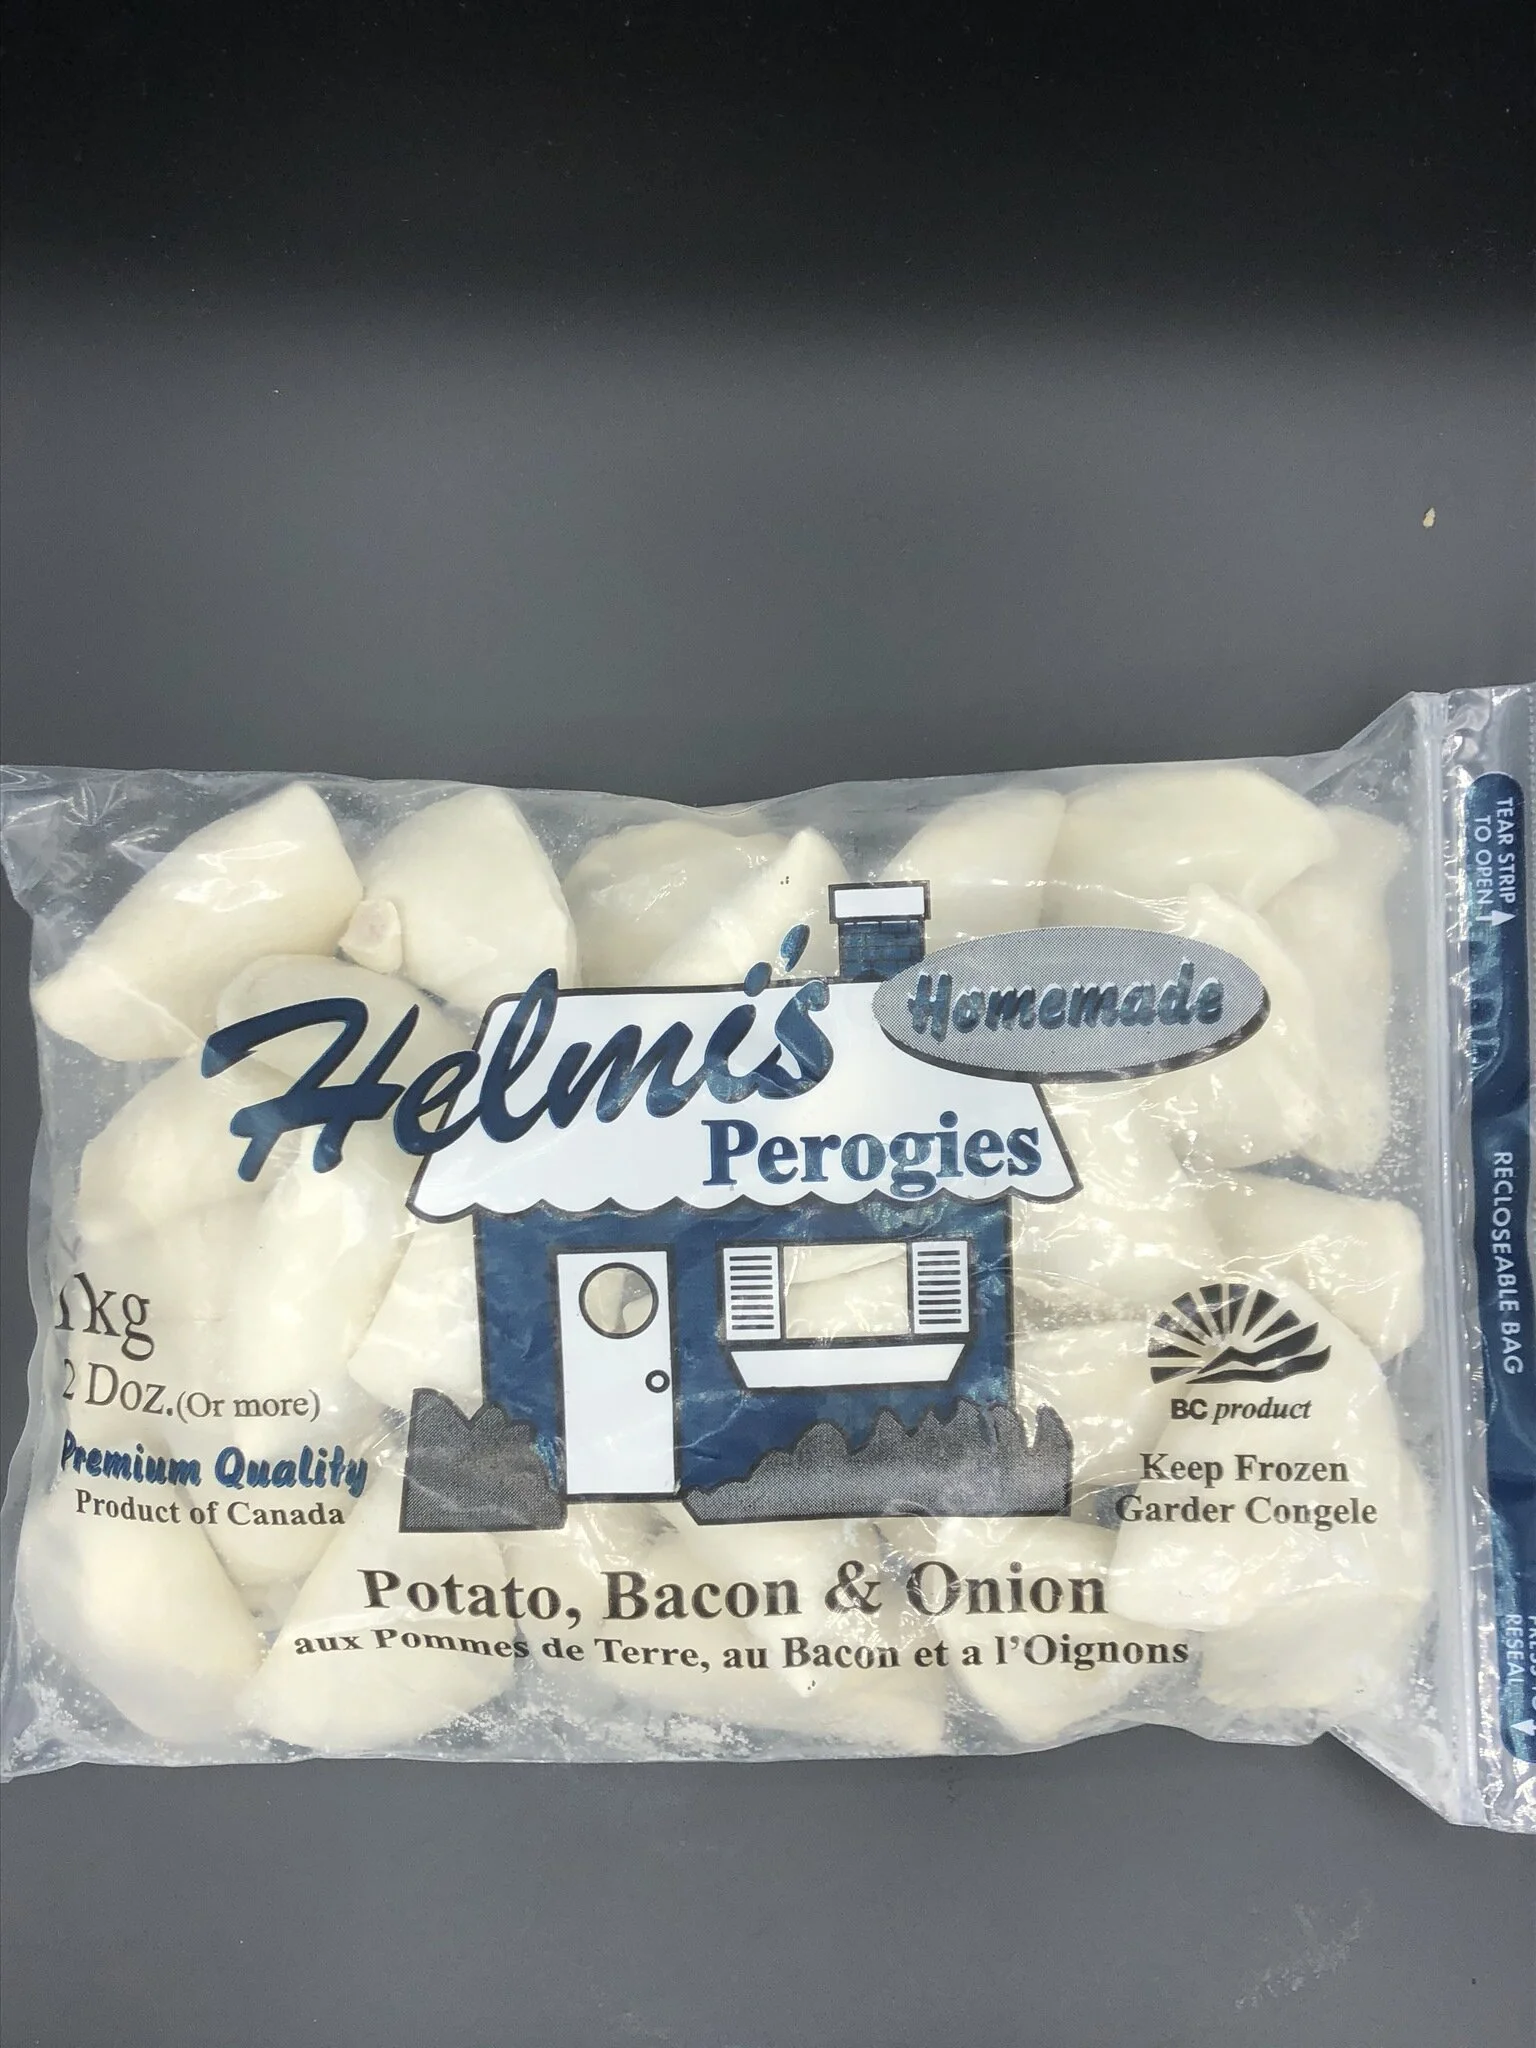 Helmi's
Homemade
Perogies
1kg
2 Doz.(Or more)
Premium Quality
Product of Canada
BC product
Keep Frozen
Garder Congele
Potato, Bacon & Onion
aux Pommes de Terre, au Bacon et a l'Oignons
TEAR STRIP
TO OPEN
RECLOSEABLE BAG
RESEAL